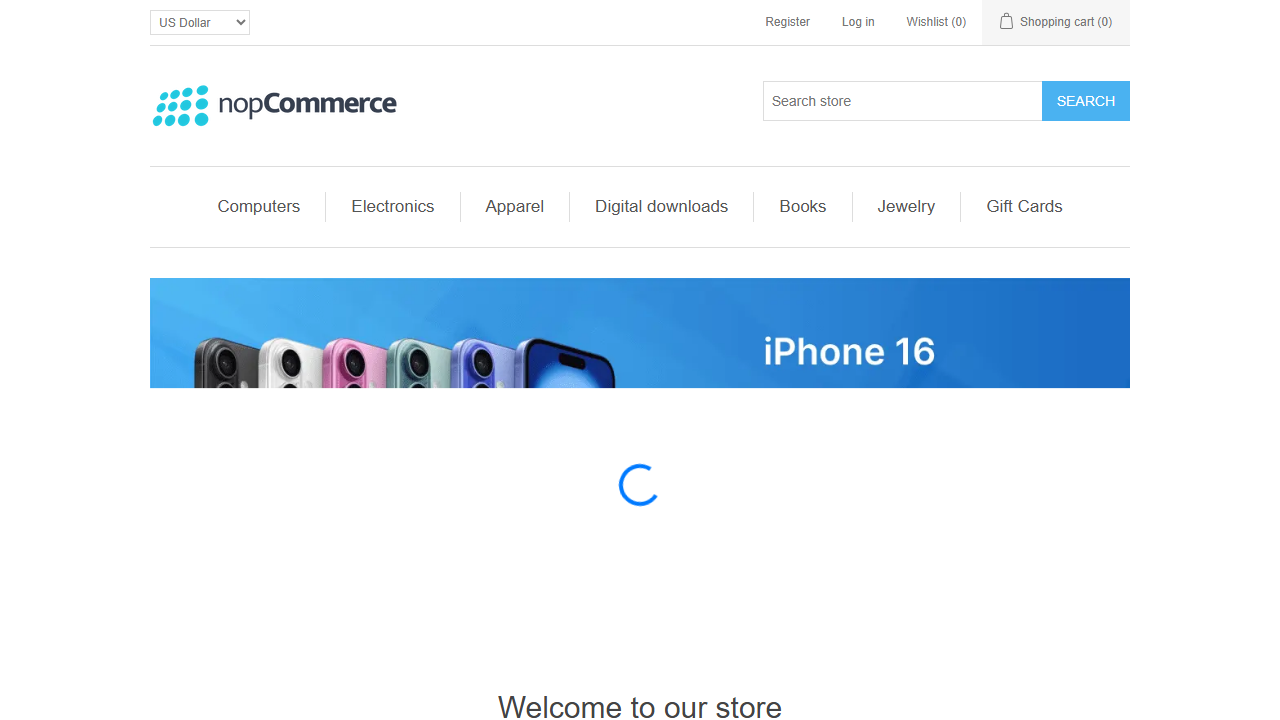 US Dollar
Register
Log in
Wishlist (0)
Shopping cart (0)
nopCommerce
Search store
SEARCH
Computers
Electronics
Apparel
Digital downloads
Books
Jewelry
Gift Cards
iPhone 16
Welcome to our store